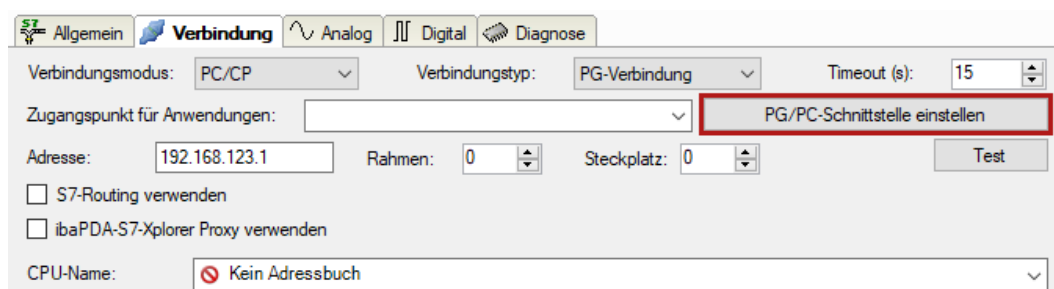 S7 Allgemein Verbindung Analog Digital Diagnose
Verbindungsmodus: PC/CP Verbindungstyp: PG-Verbindung Timeout (s): 15
Zugangspunkt für Anwendungen: PG/PC-Schnittstelle einstellen
Adresse: 192.168.123.1 Rahmen: 0 Steckplatz: 0 Test
S7-Routing verwenden
ibaPDA-S7-Xplorer Proxy verwenden
CPU-Name: Kein Adressbuch